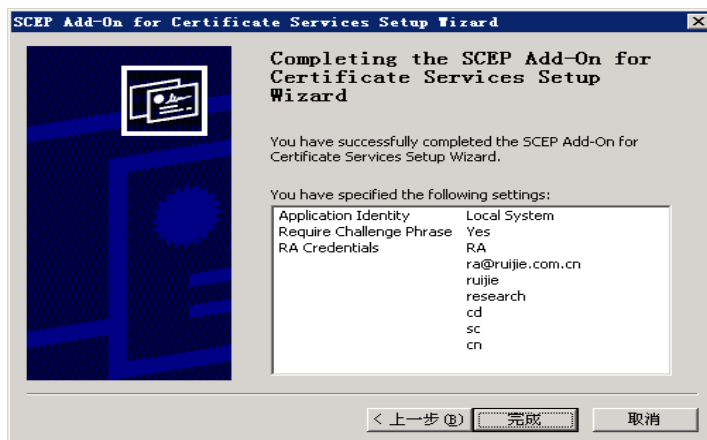 SCEP Add-On for Certificate Services Setup Wizard
Completing the SCEP Add-On for
Certificate Services Setup
Wizard
You have successfully completed the SCEP Add-On for
Certificate Services Setup Wizard.
You have specified the following settings:
Application Identity Local System
Require Challenge Phrase Yes
RA Credentials RA
ra@ruijie.com.cn
ruijie
research
cd
sc
cn
< 上一步(B) 完成 取消